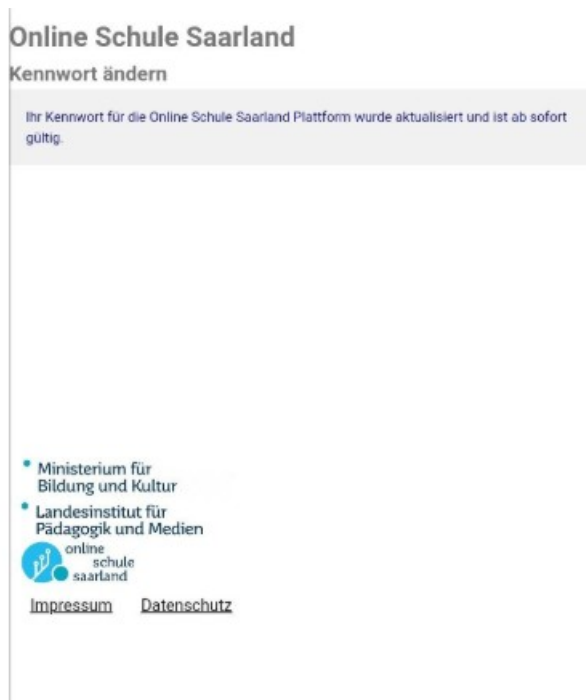 Online Schule Saarland
Kennwort ändern
Ihr Kennwort für die Online Schule Saarland Plattform wurde aktualisiert und ist ab sofort
gültig.
Ministerium für
Bildung und Kultur
Landesinstitut für
Pädagogik und Medien
online
schule
saarland
Impressum Datenschutz